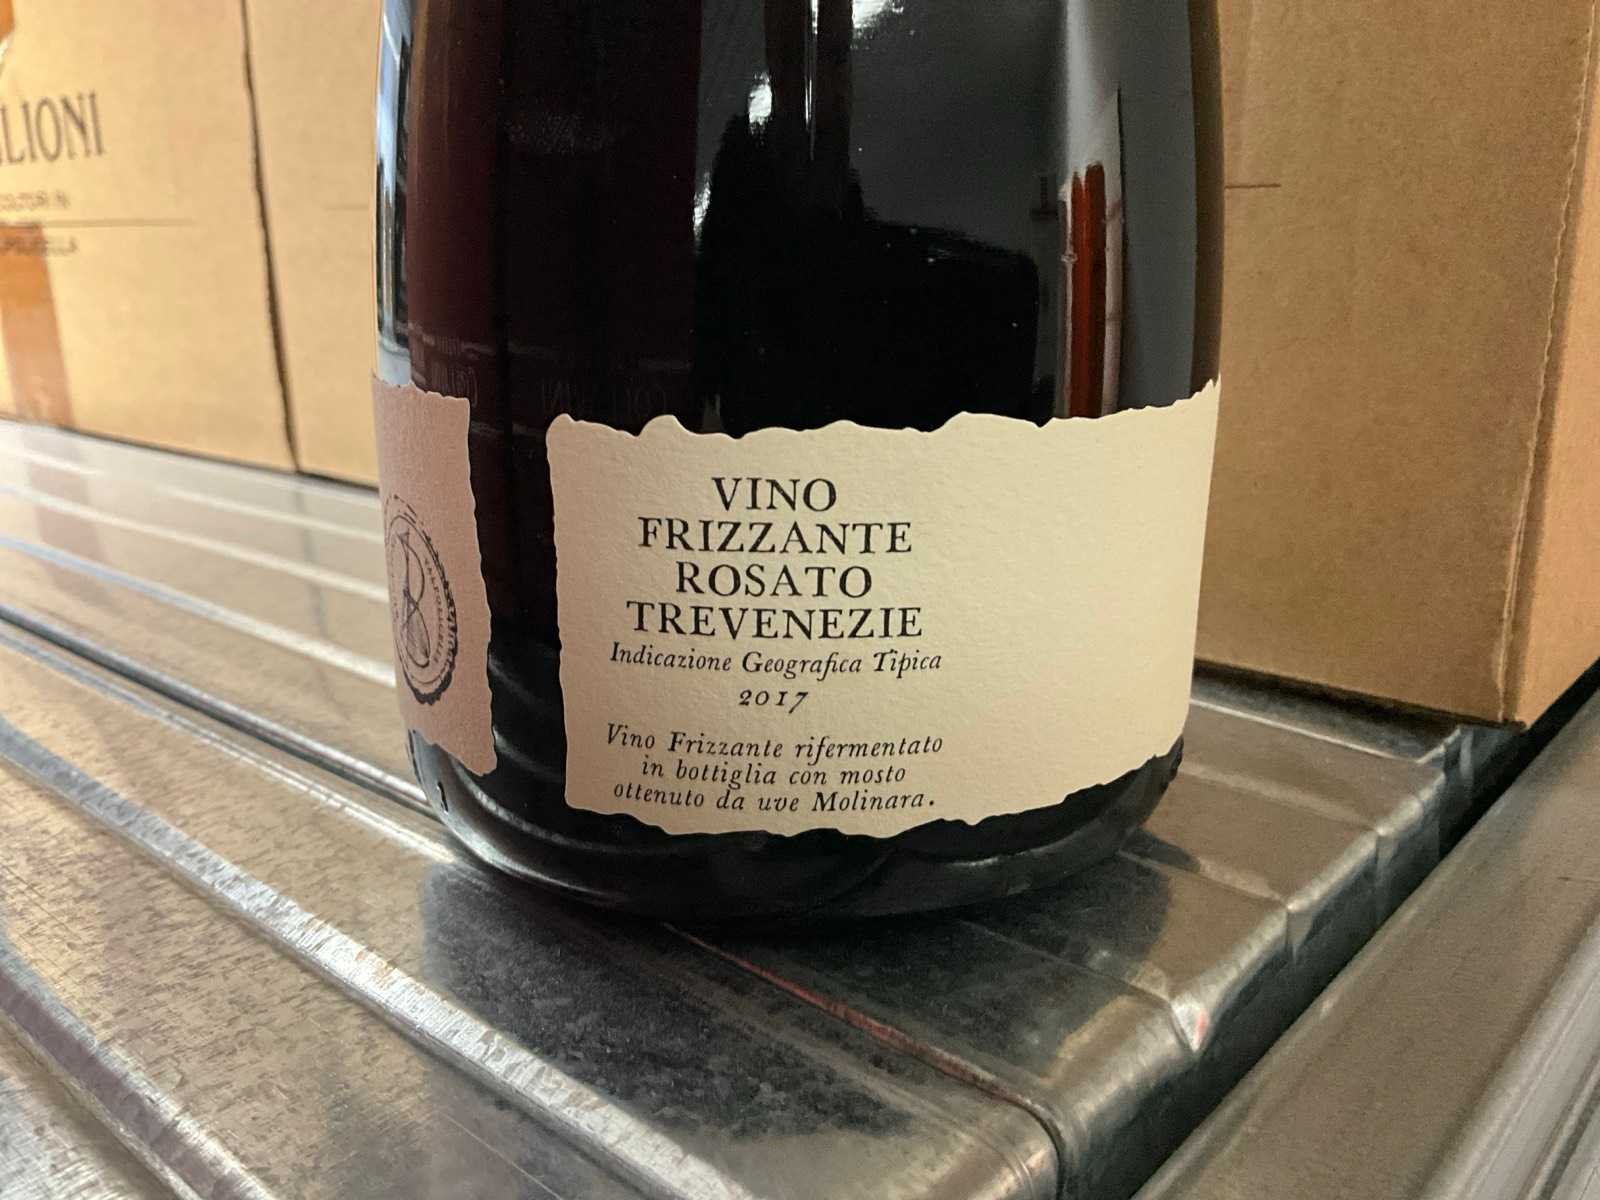 LIONI
VINO
FRIZZANTE
ROSATO
TREVENEZIE
Indicazione Geografica Tipica
2017
Vino Frizzante rifermentato
in bottiglia con mosto
ottenuto da uve Molinara.